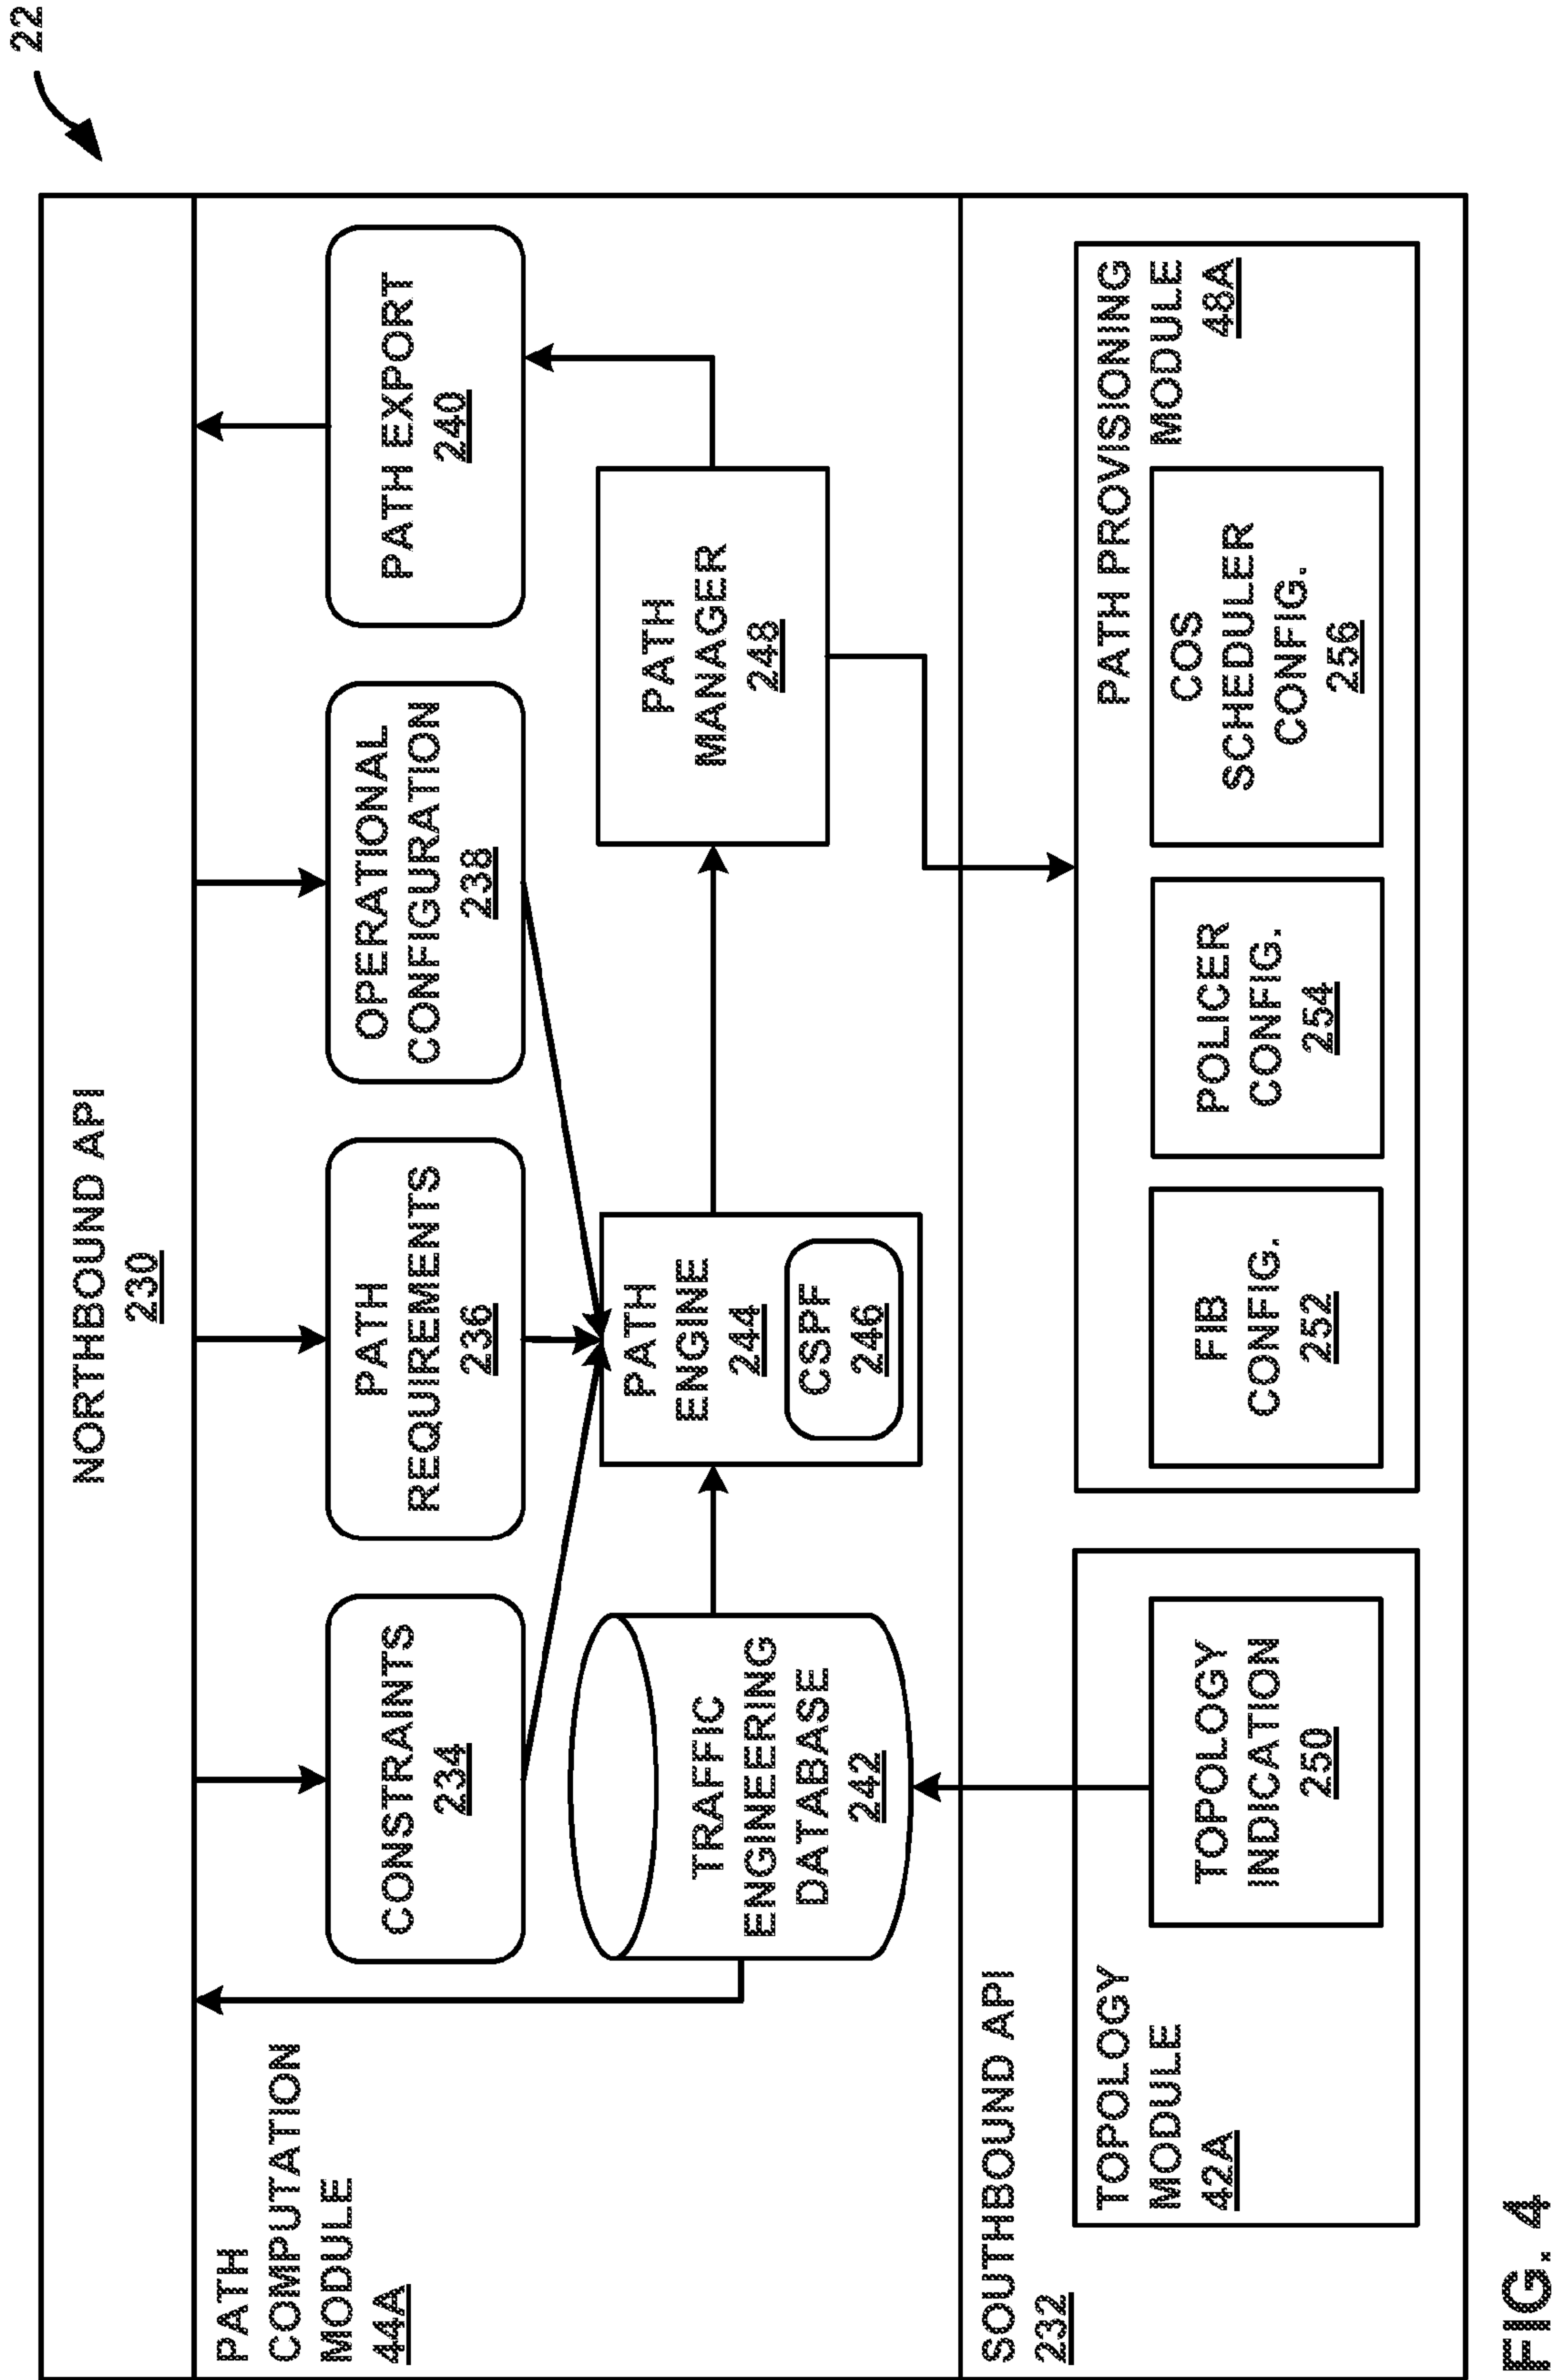 22
NORTHBOUND API
230
PATH
COMPUTATION
MODULE
44A
CONSTRAINTS
234
PATH
REQUIREMENTS
236
OPERATIONAL
CONFIGURATION
238
PATH EXPORT
240
TRAFFIC
ENGINEERING
DATABASE
242
PATH
ENGINE
244
CSPF
246
PATH
MANAGER
248
SOUTHBOUND API
232
TOPOLOGY
MODULE
42A
TOPOLOGY
INDICATION
250
PATH PROVISIONING
MODULE
48A
FIB
CONFIG.
252
POLICER
CONFIG.
254
COS
SCHEDULER
CONFIG.
256
FIG. 4